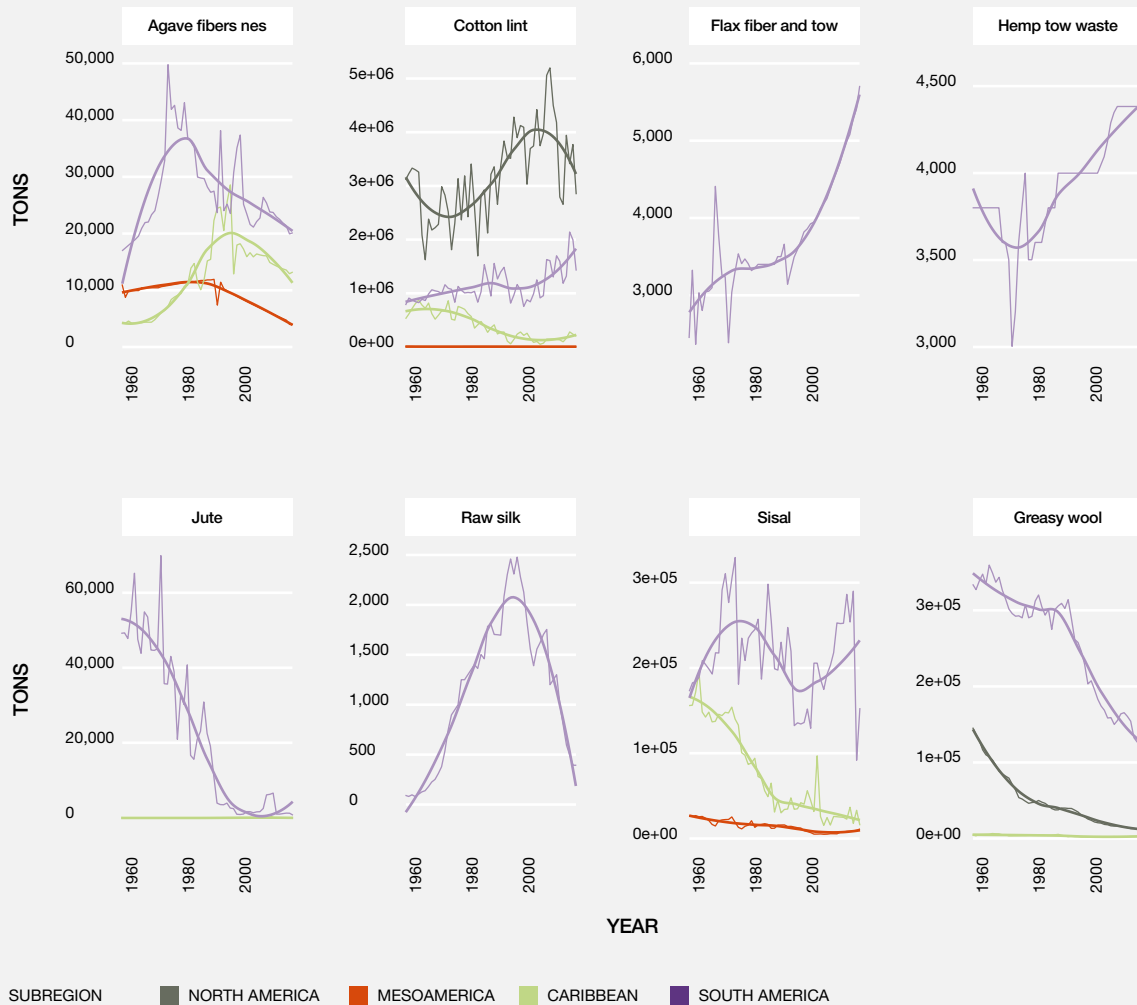 Agave fibers nes
Cotton lint
Flax fiber and tow
Hemp tow waste
TONS
50,000
40,000
30,000
20,000
10,000
0
5e+06
4e+06
3e+06
2e+06
1e+06
0e+00
6,000
5,000
4,000
3,000
4,500
4,000
3,500
3,000
1960
1980
2000
1960
1980
2000
1960
1980
2000
1960
1980
2000
Jute
Raw silk
Sisal
Greasy wool
TONS
60,000
40,000
20,000
0
2,500
2,000
1,500
1,000
500
0
3e+05
2e+05
1e+05
0e+00
3e+05
2e+05
1e+05
0e+00
1960
1980
2000
1960
1980
2000
1960
1980
2000
1960
1980
2000
YEAR
SUBREGION NORTH AMERICA MESOAMERICA CARIBBEAN SOUTH AMERICA